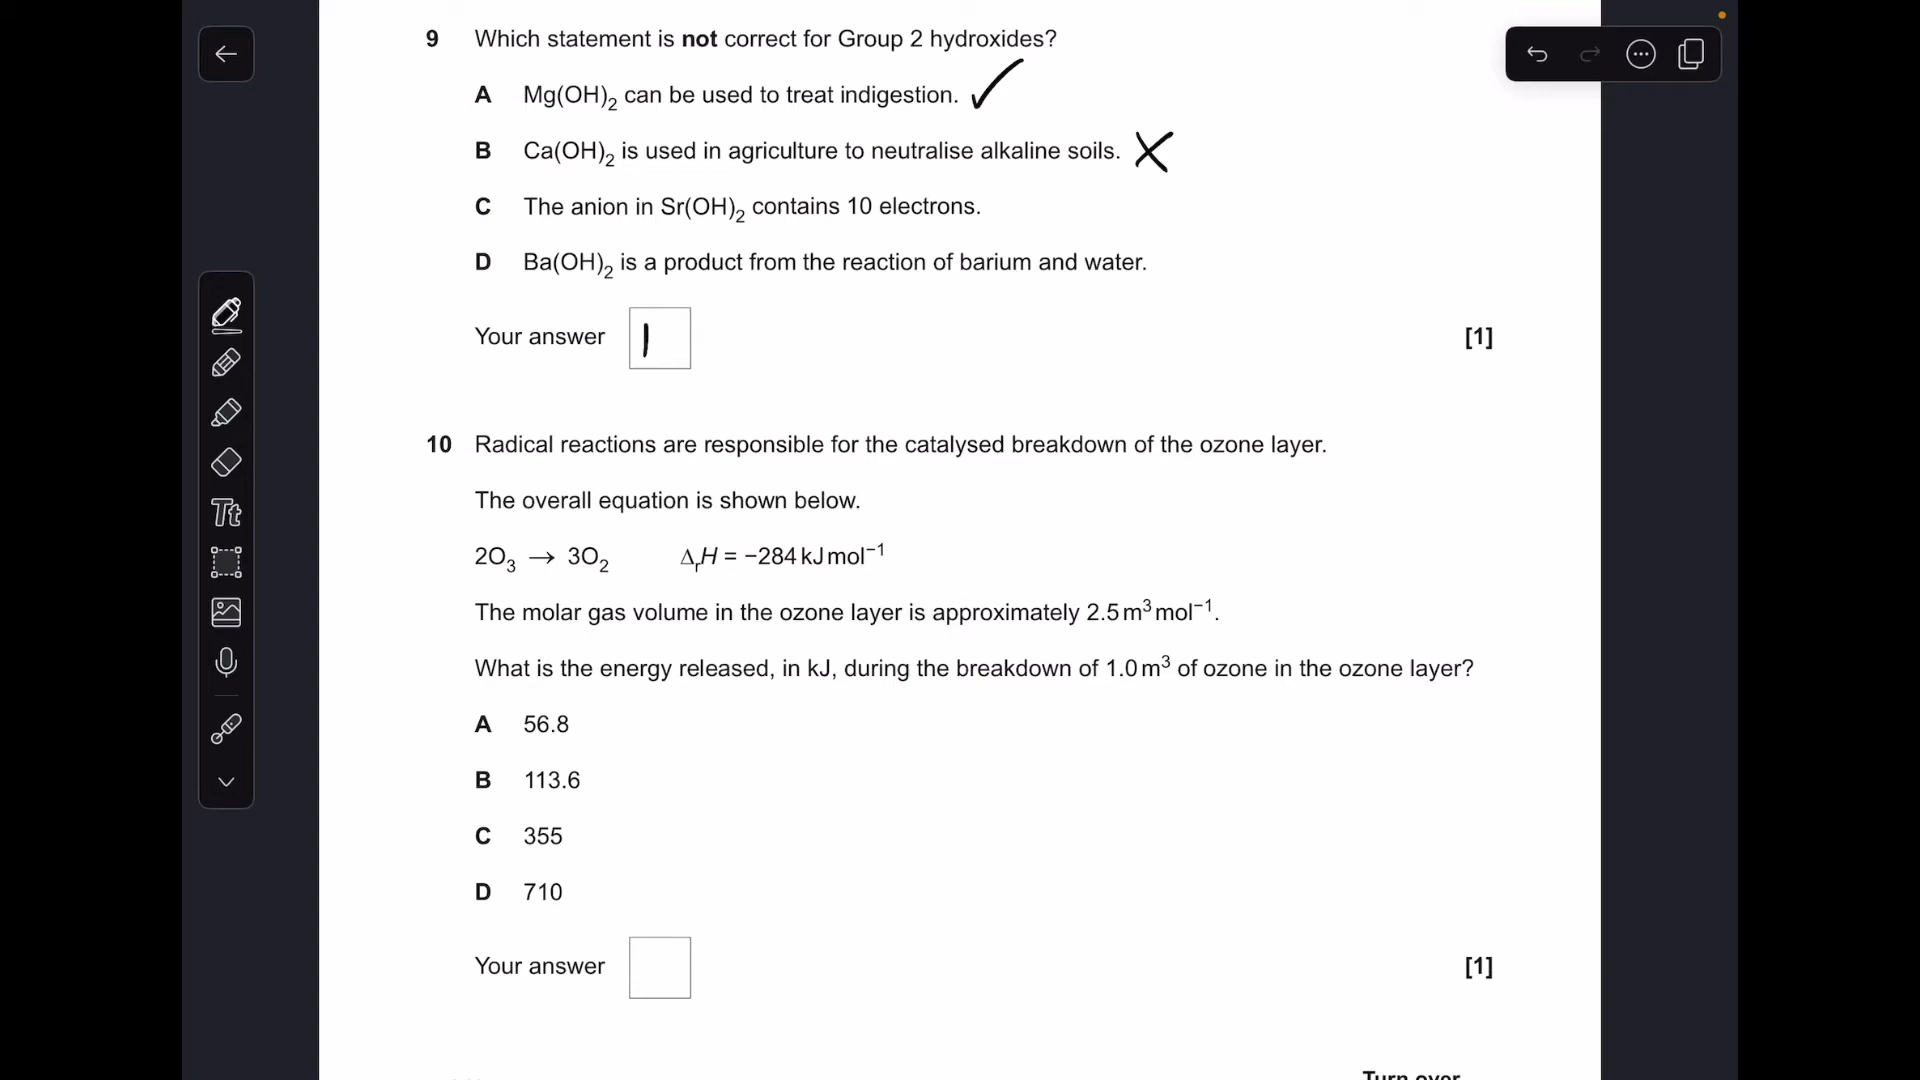 9 Which statement is not correct for Group 2 hydroxides?
A Mg(OH)₂ can be used to treat indigestion.
B Ca(OH)₂ is used in agriculture to neutralise alkaline soils.
C The anion in Sr(OH)₂ contains 10 electrons.
D Ba(OH)₂ is a product from the reaction of barium and water.
Your answer [1]
10 Radical reactions are responsible for the catalysed breakdown of the ozone layer.
The overall equation is shown below.
2O₃ → 3O₂ ΔᵣH = −284 kJ mol⁻¹
The molar gas volume in the ozone layer is approximately 2.5 m³ mol⁻¹.
What is the energy released, in kJ, during the breakdown of 1.0 m³ of ozone in the ozone layer?
A 56.8
B 113.6
C 355
D 710
Your answer [1]
Turn over
Tt